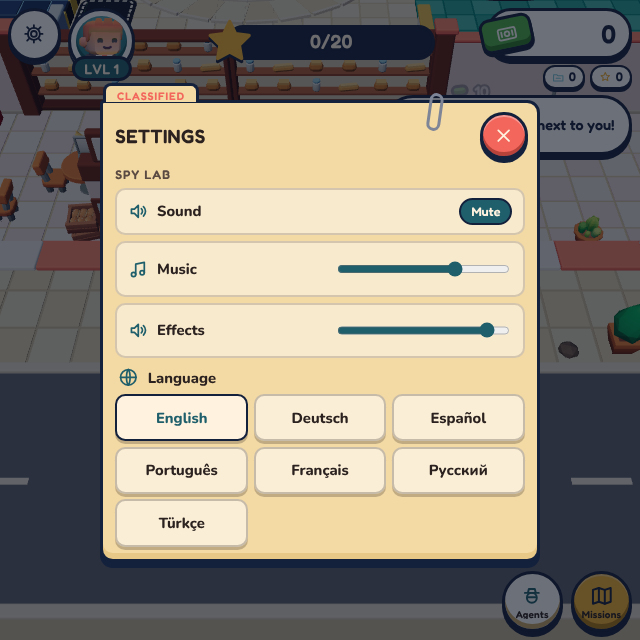 0/20
0
LVL 1
0
0
10
CLASSIFIED
next to you!
SETTINGS
SPY LAB
Sound
Mute
Music
Effects
Language
English
Deutsch
Español
Português
Français
Русский
Türkçe
Agents
Missions